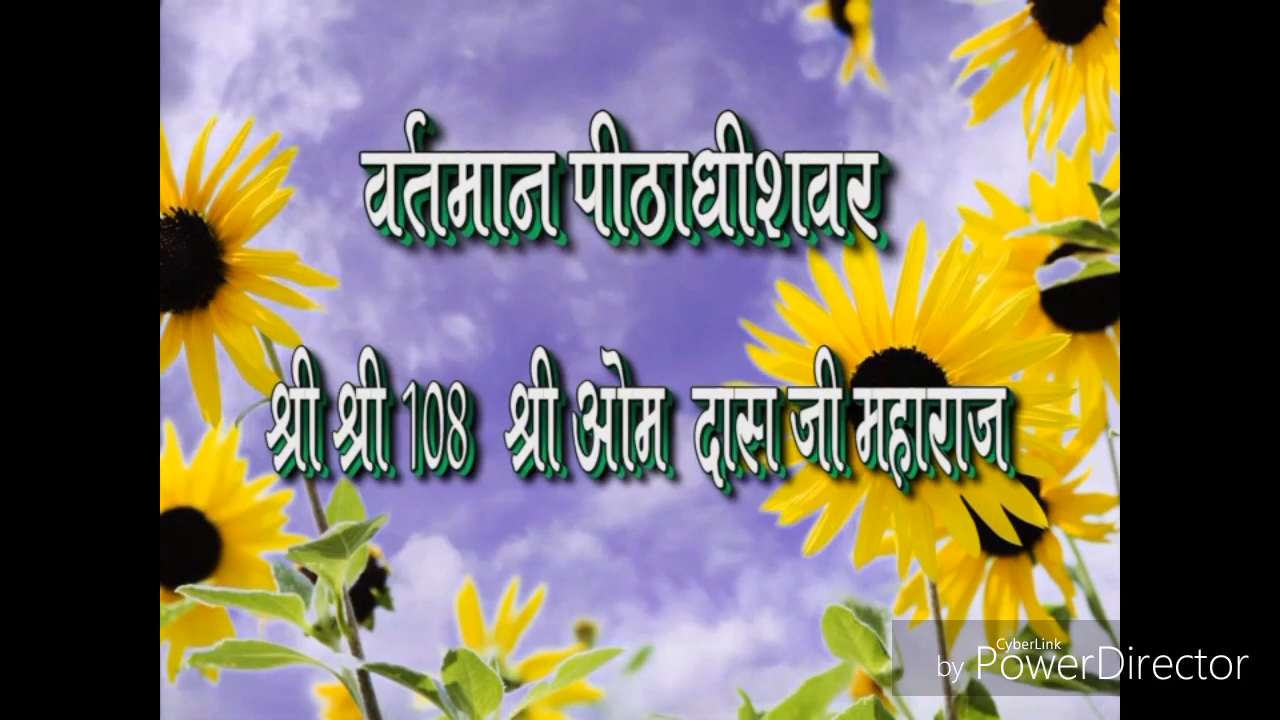 वर्तमान पीठाधीशवर
श्री श्री 108 श्री ओम दास जी महाराज
CyberLink
by PowerDirector